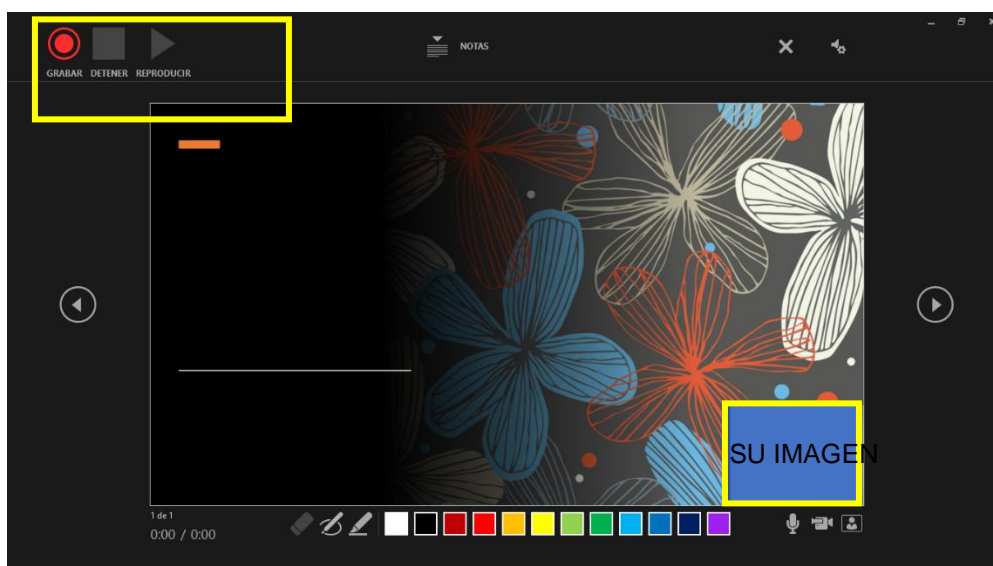 GRABAR DETENER REPRODUCIR
NOTAS
SU IMAGEN
1 de 1
0:00 / 0:00